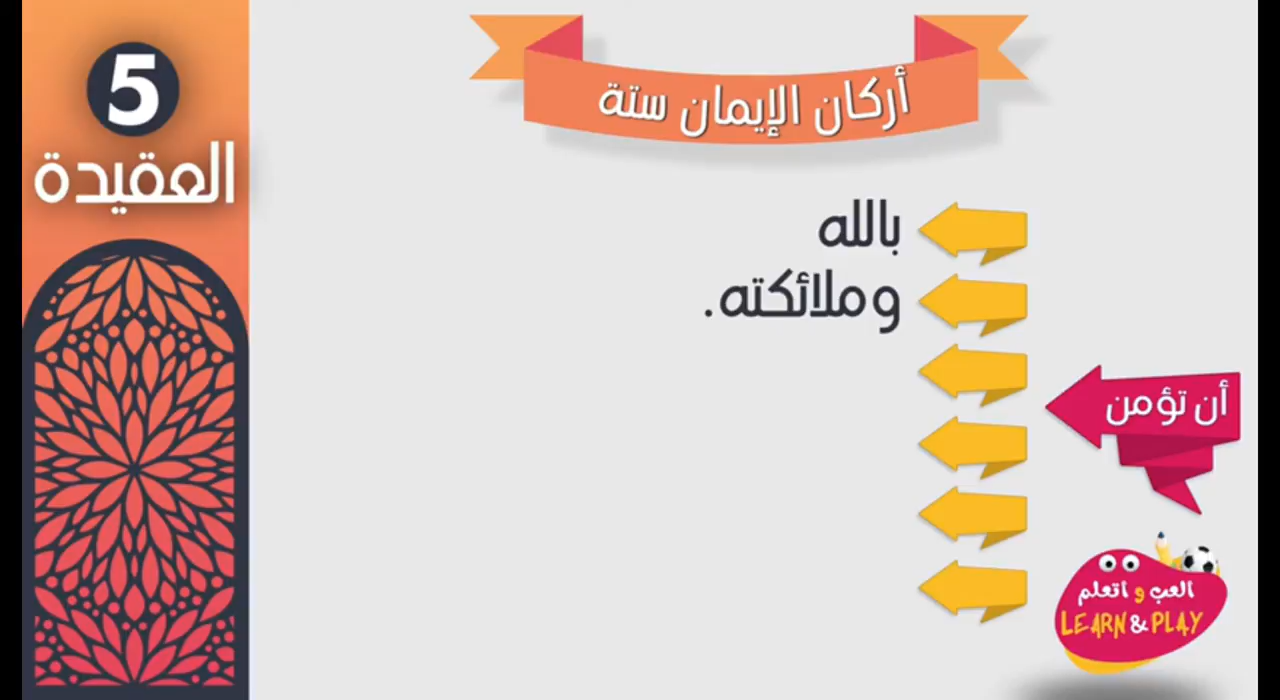 5
العقيدة
أركان الإيمان ستة
أن تؤمن
بالله
وملائكته.
العب و اتعلم
LEARN & PLAY